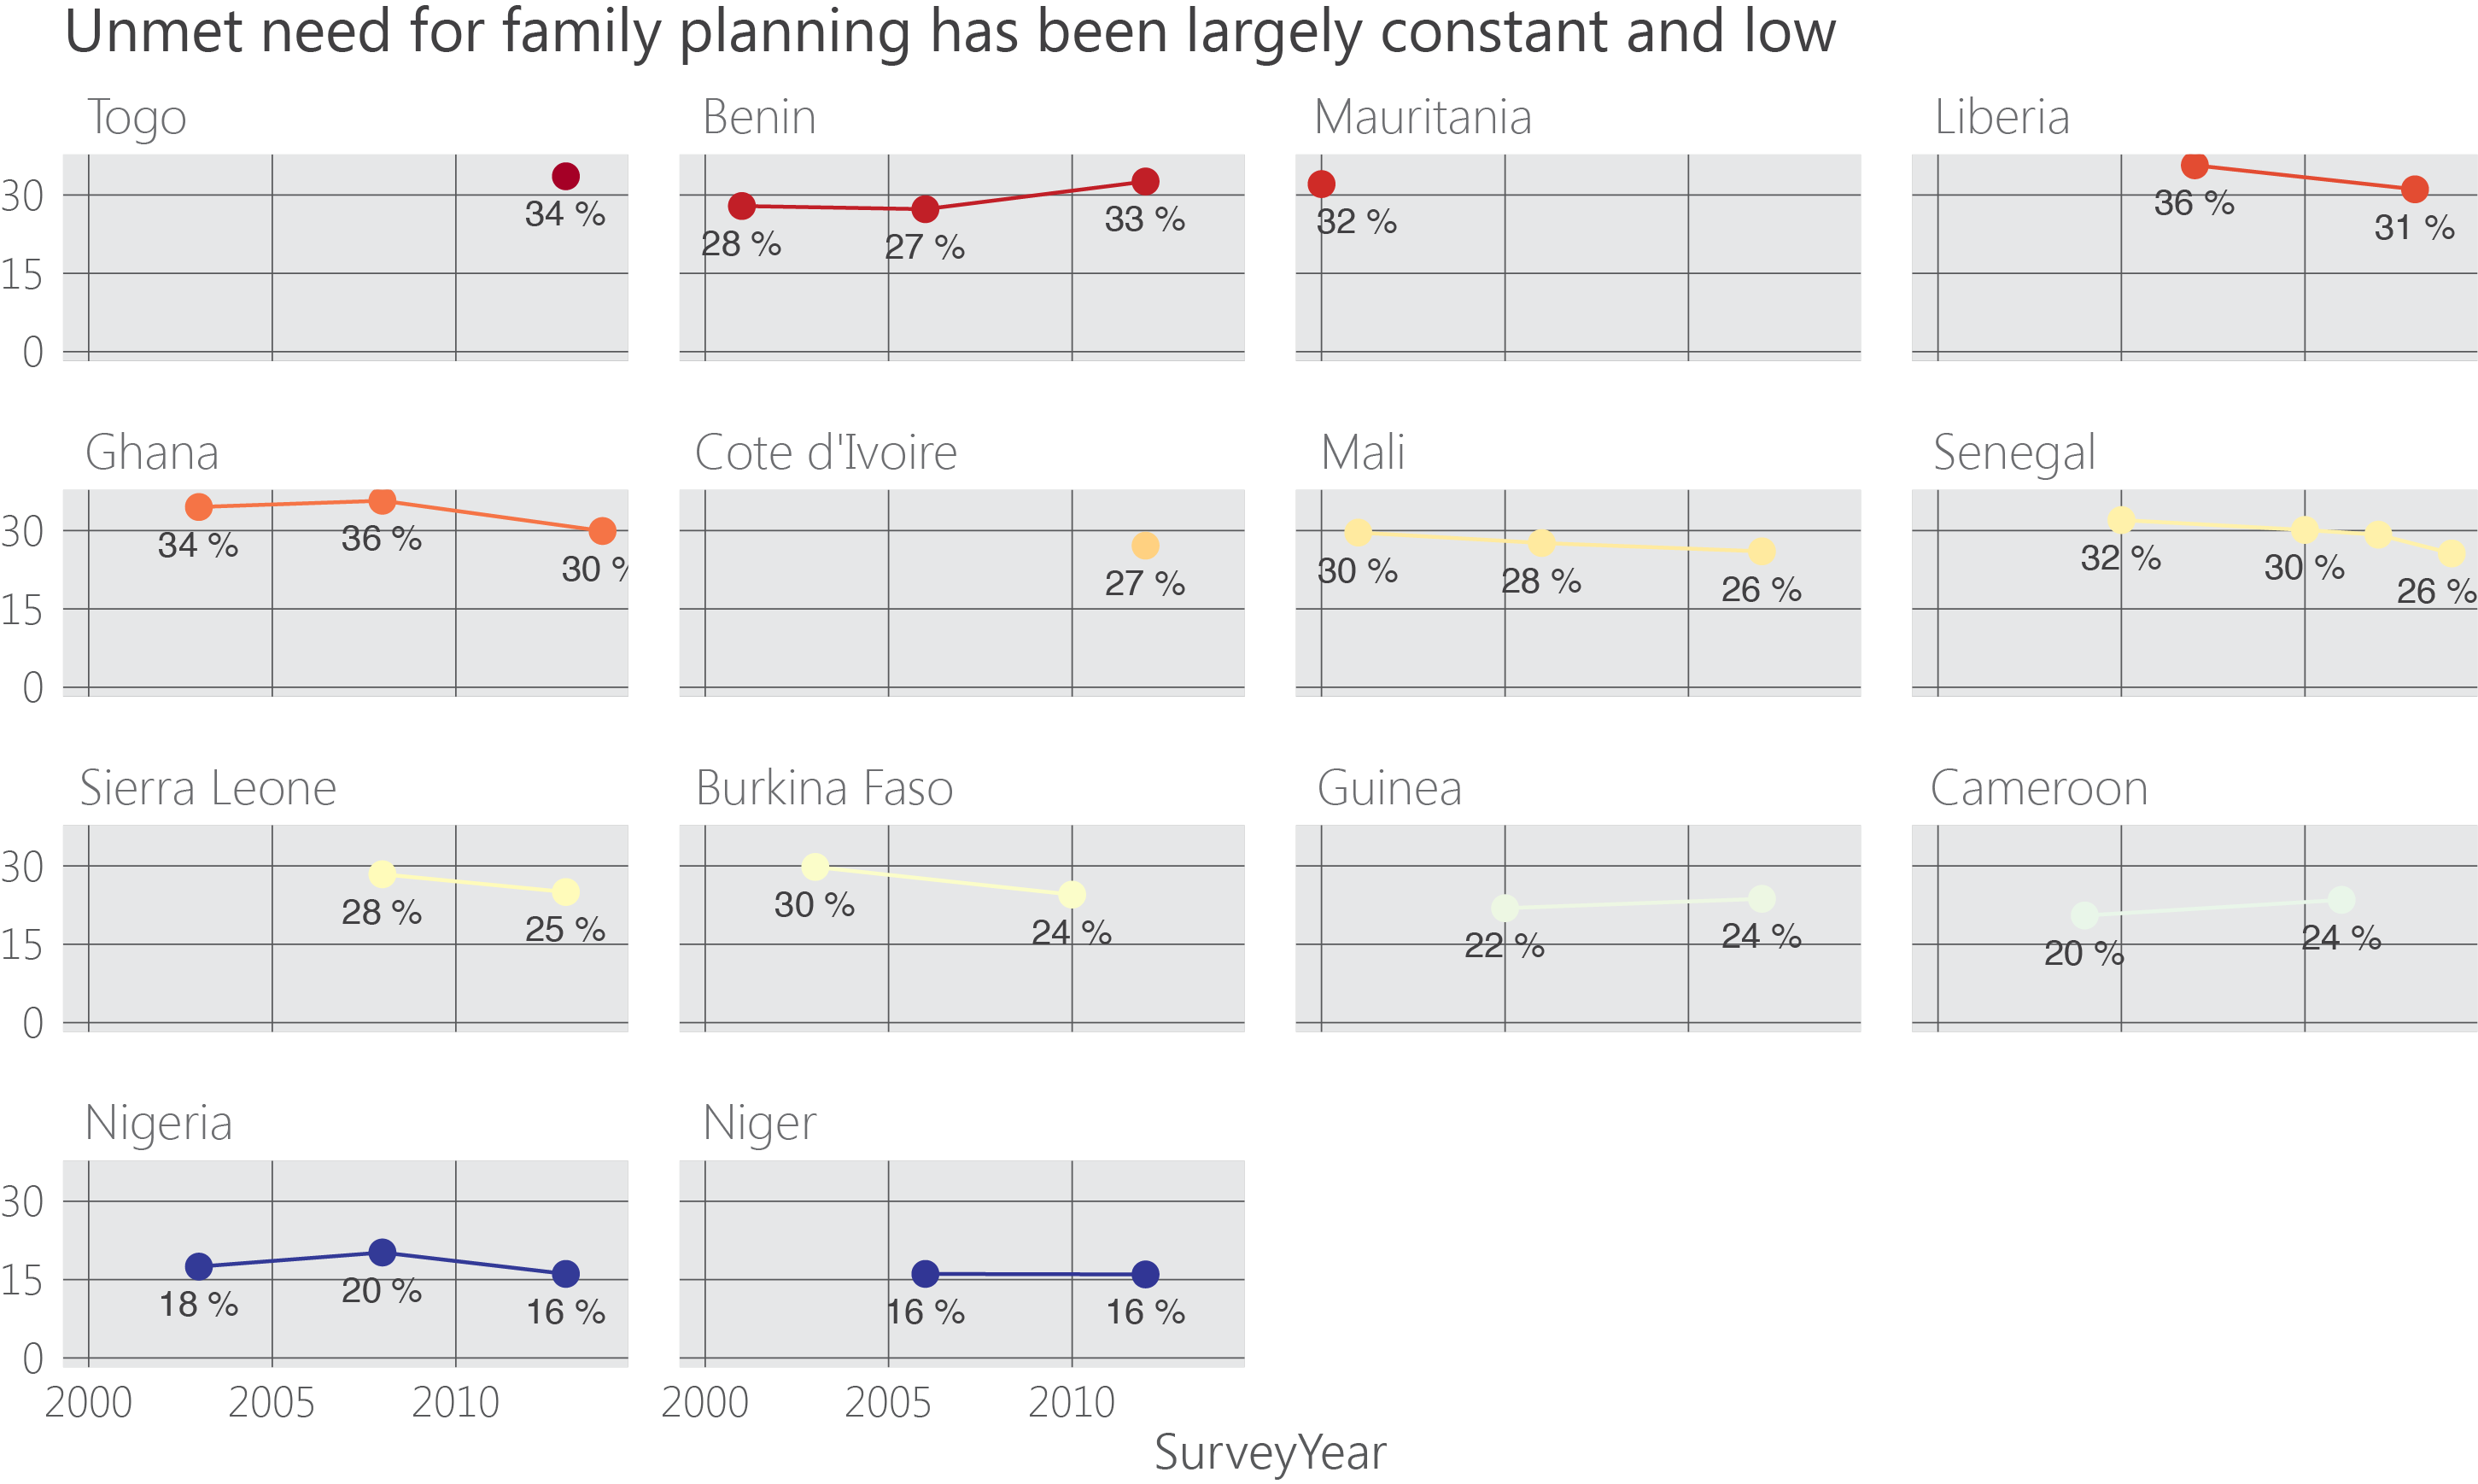 Unmet need for family planning has been largely constant and low
Togo Benin Mauritania Liberia
30
15
0
34 %
28 % 27 % 33 %
32 %
36 % 31 %
Ghana Cote d'Ivoire Mali Senegal
30
15
0
34 % 36 % 30 %
27 %
30 % 28 % 26 %
32 % 30 % 26 %
Sierra Leone Burkina Faso Guinea Cameroon
30
15
0
28 % 25 %
30 % 24 %
22 % 24 %
20 % 24 %
Nigeria Niger
30
15
0
18 % 20 % 16 %
16 % 16 %
2000 2005 2010 2000 2005 2010
SurveyYear